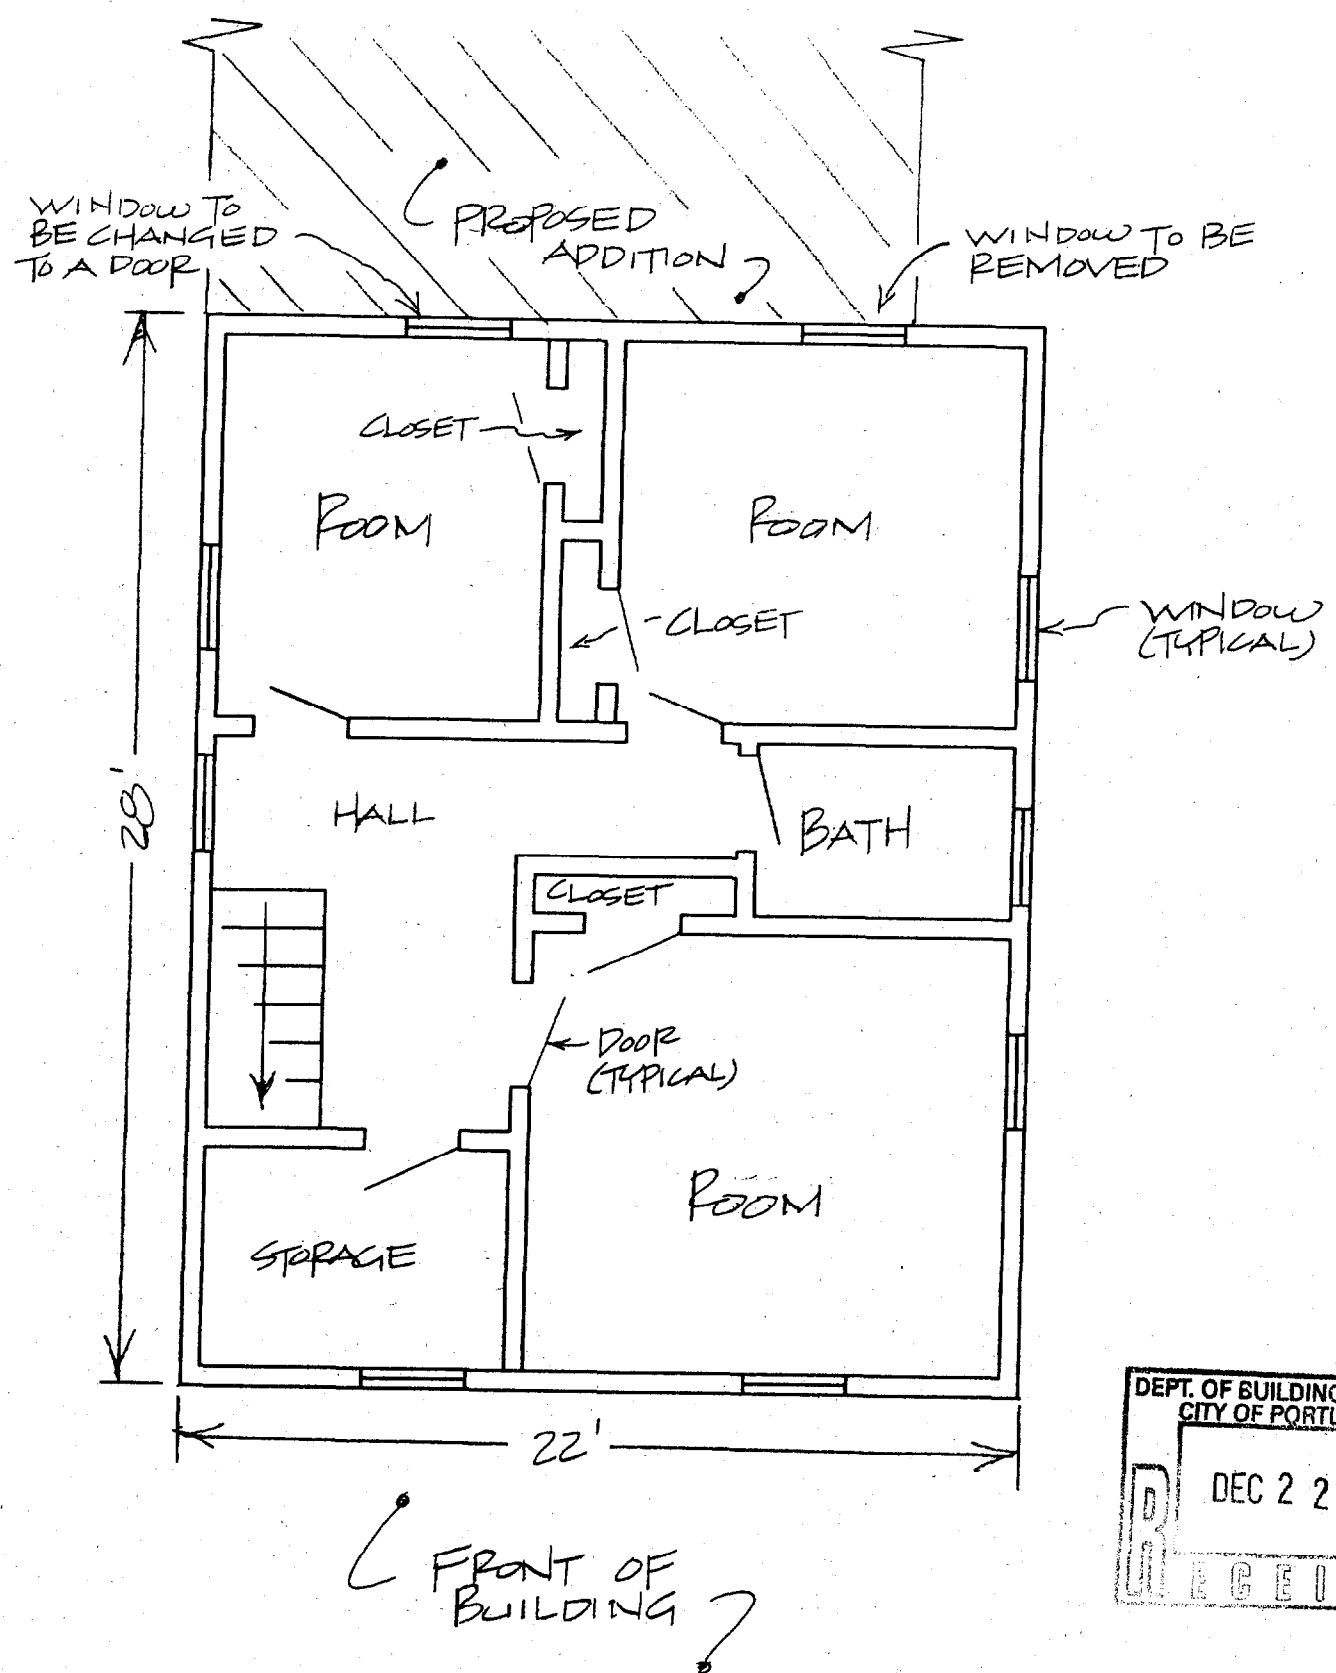 WINDOW TO
BE CHANGED
TO A DOOR
PROPOSED
ADDITION
WINDOW TO BE
REMOVED
CLOSET
ROOM
ROOM
CLOSET
WINDOW
(TYPICAL)
28'
HALL
BATH
CLOSET
DOOR
(TYPICAL)
ROOM
STORAGE
22'
FRONT OF
BUILDING
DEPT. OF BUILDING
CITY OF PORTL
DEC 2 2
RECEI